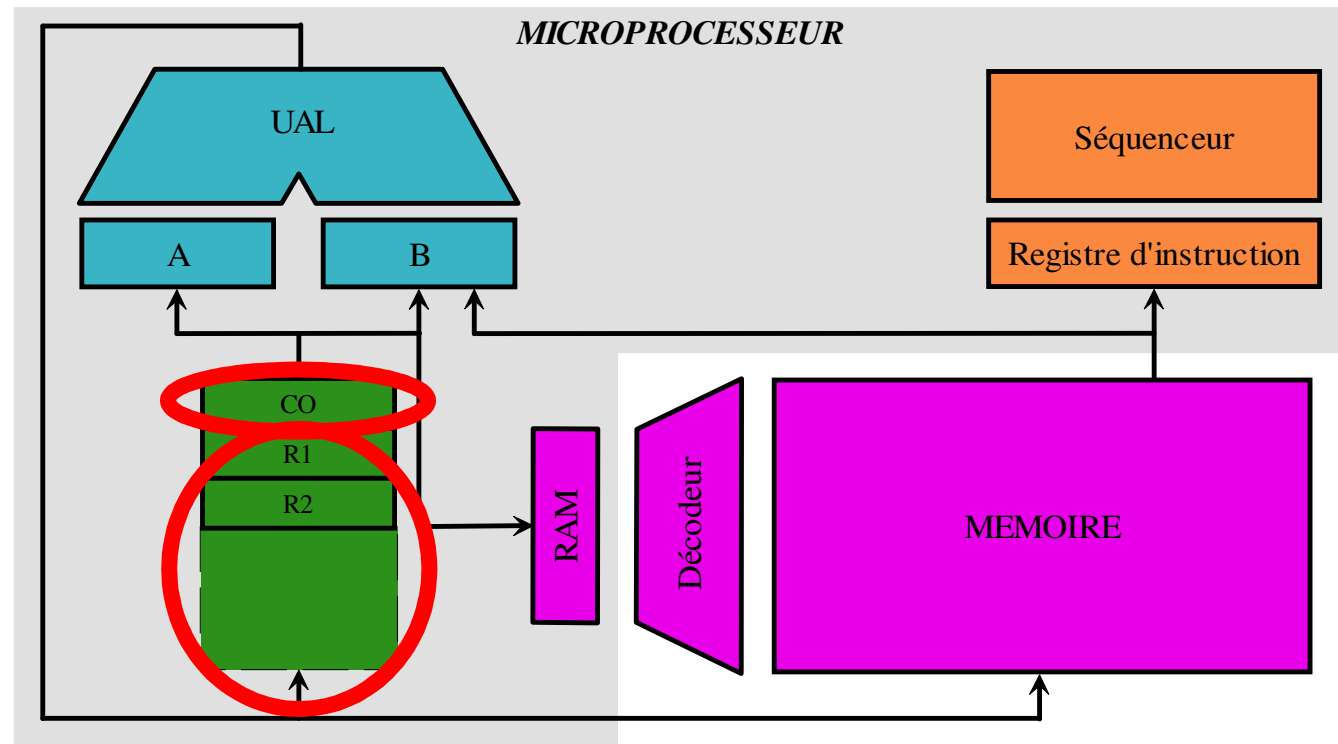 MICROPROCESSEUR
UAL
Séquenceur
A
B
Registre d'instruction
CO
R1
R2
RAM
Décodeur
MEMOIRE